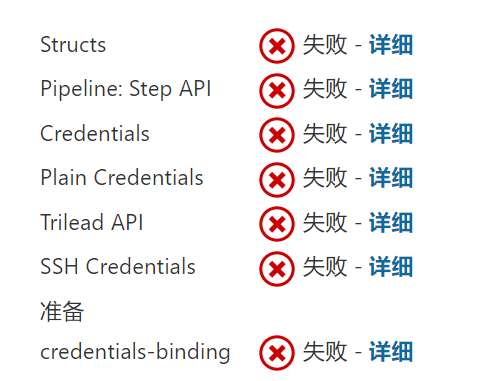 Structs 失败 - 详细
Pipeline: Step API 失败 - 详细
Credentials 失败 - 详细
Plain Credentials 失败 - 详细
Trilead API 失败 - 详细
SSH Credentials 失败 - 详细
准备
credentials-binding 失败 - 详细